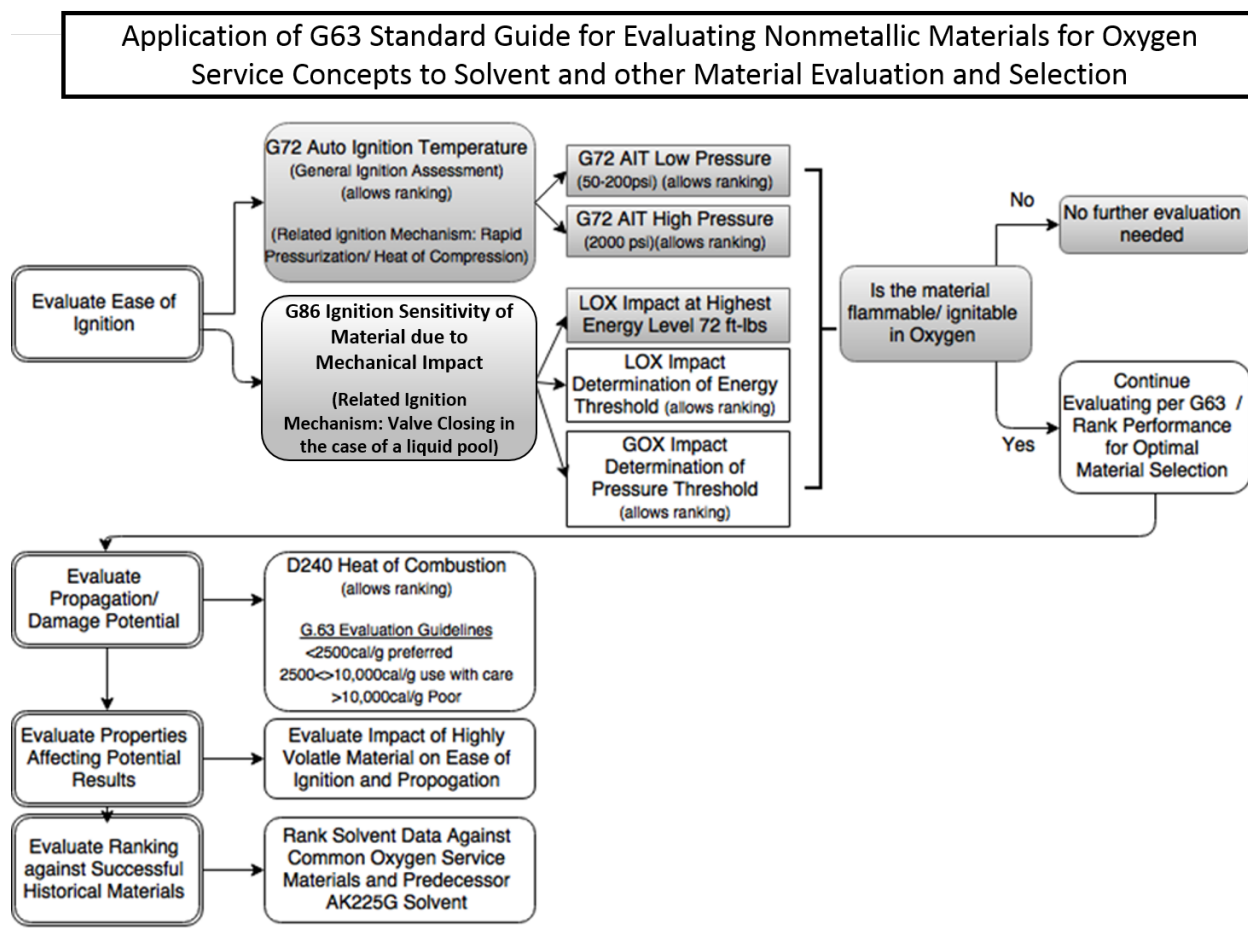 Application of G63 Standard Guide for Evaluating Nonmetallic Materials for Oxygen
Service Concepts to Solvent and other Material Evaluation and Selection
Evaluate Ease of
Ignition
G72 Auto Ignition Temperature
(General Ignition Assessment)
(allows ranking)
(Related ignition Mechanism: Rapid
Pressurization/ Heat of Compression)
G86 Ignition Sensitivity of
Material due to
Mechanical Impact
(Related Ignition
Mechanism: Valve Closing in
the case of a liquid pool)
G72 AIT Low Pressure
(50-200psi) (allows ranking)
G72 AIT High Pressure
(2000 psi)(allows ranking)
LOX Impact at Highest
Energy Level 72 ft-lbs
LOX Impact
Determination of Energy
Threshold (allows ranking)
GOX Impact
Determination of
Pressure Threshold
(allows ranking)
Is the material
flammable/ ignitable
in Oxygen
No
No further evaluation
needed
Yes
Continue
Evaluating per G63 /
Rank Performance
for Optimal
Material Selection
Evaluate
Propagation/
Damage Potential
D240 Heat of Combustion
(allows ranking)
G.63 Evaluation Guidelines
<2500cal/g preferred
2500<>10,000cal/g use with care
>10,000cal/g Poor
Evaluate Properties
Affecting Potential
Results
Evaluate Impact of Highly
Volatle Material on Ease of
Ignition and Propogation
Evaluate Ranking
against Successful
Historical Materials
Rank Solvent Data Against
Common Oxygen Service
Materials and Predecessor
AK225G Solvent